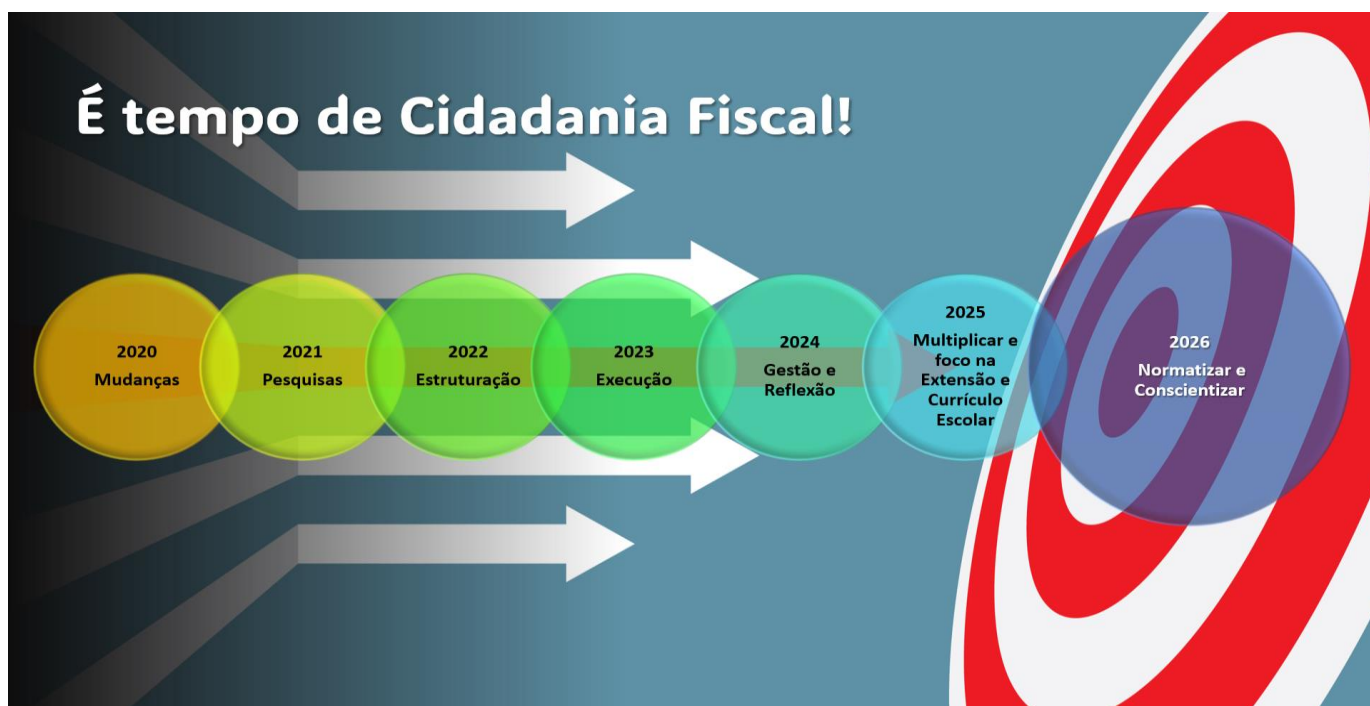 É tempo de Cidadania Fiscal!
2020
Mudanças
2021
Pesquisas
2022
Estruturação
2023
Execução
2024
Gestão e
Reflexão
2025
Multiplicar e
foco na
Extensão e
Currículo
Escolar
2026
Normatizar e
Conscientizar